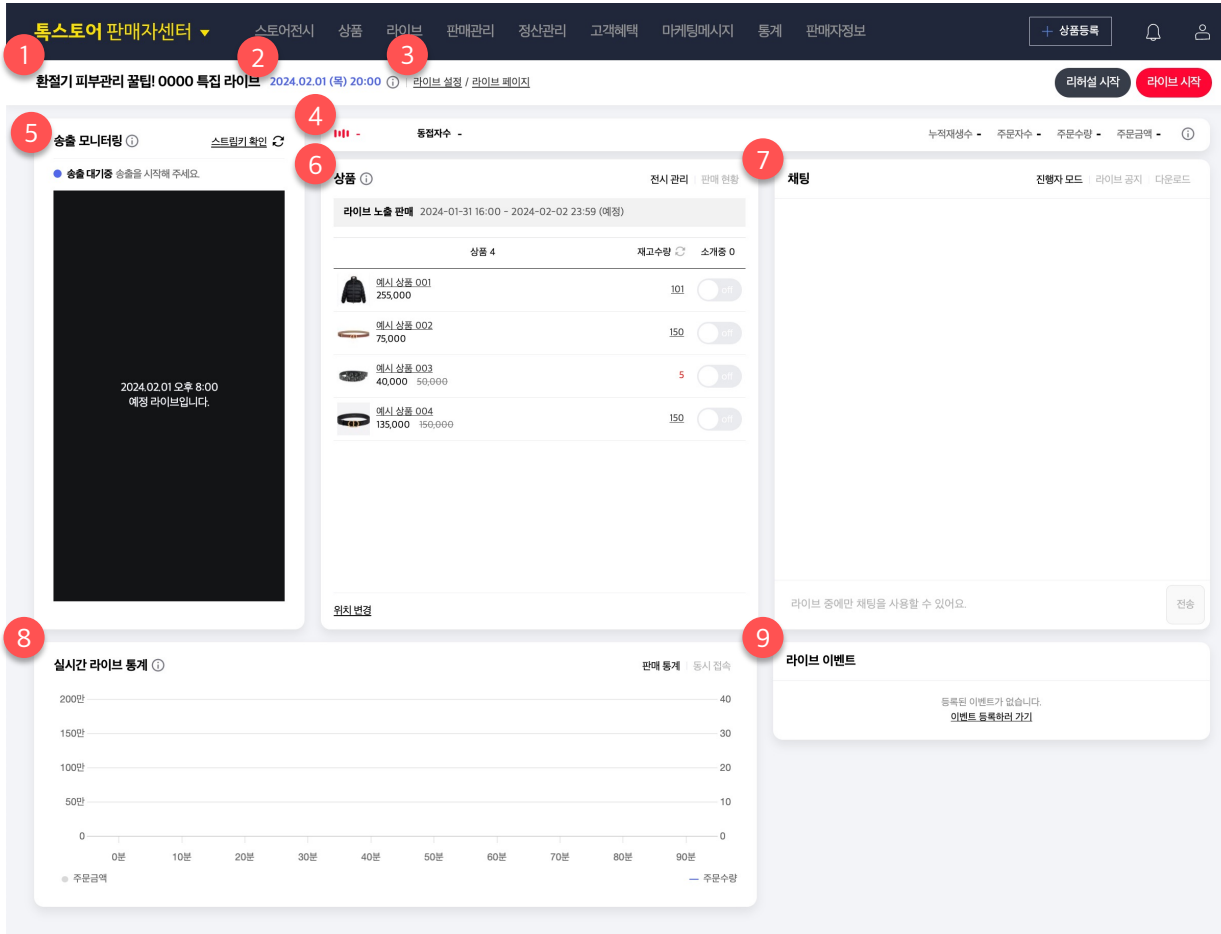 톡스토어 판매자센터 ▼ 스토어전시 상품 라이브 판매관리 정산관리 고객혜택 마케팅메시지 통계 판매자정보 + 상품등록
1 2 3
환절기 피부관리 꿀팁! 0000 특집 라이브 2024.02.01 (목) 20:00 라이브 설정 / 라이브 페이지 리허설 시작 라이브 시작
4
- 동접자수 - 누적재생수 - 주문자수 - 주문수량 - 주문금액 -
5
송출 모니터링 스트림키 확인
송출 대기중 송출을 시작해 주세요.
2024.02.01 오후 8:00
예정 라이브입니다.
6
상품 전시 관리 판매 현황
라이브 노출 판매 2024-01-31 16:00 - 2024-02-02 23:59 (예정)
상품 4 재고수량 소개중 0
예시 상품 001
255,000 101 off
예시 상품 002
75,000 150 off
예시 상품 003
40,000 50,000 5 off
예시 상품 004
135,000 150,000 150 off
위치 변경
7
채팅 진행자 모드 라이브 공지 다운로드
라이브 중에만 채팅을 사용할 수 있어요. 전송
8
실시간 라이브 통계 판매 통계 동시 접속
200만 40
150만 30
100만 20
50만 10
0 0
0분 10분 20분 30분 40분 50분 60분 70분 80분 90분
주문금액 주문수량
9
라이브 이벤트
등록된 이벤트가 없습니다.
이벤트 등록하러 가기